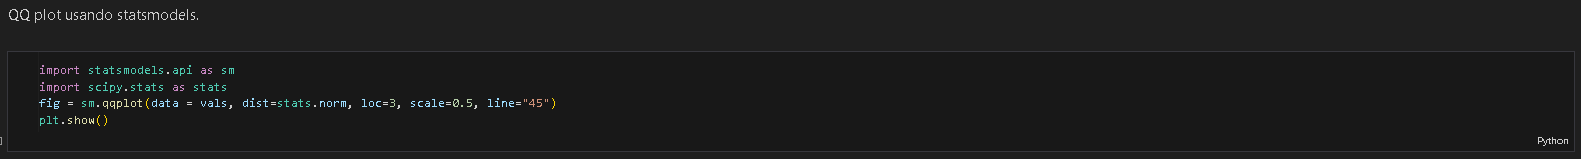 QQ plot usando statsmodels.
import statsmodels.api as sm
import scipy.stats as stats
fig = sm.qqplot(data = vals, dist=stats.norm, loc=3, scale=0.5, line="45")
plt.show()
Python